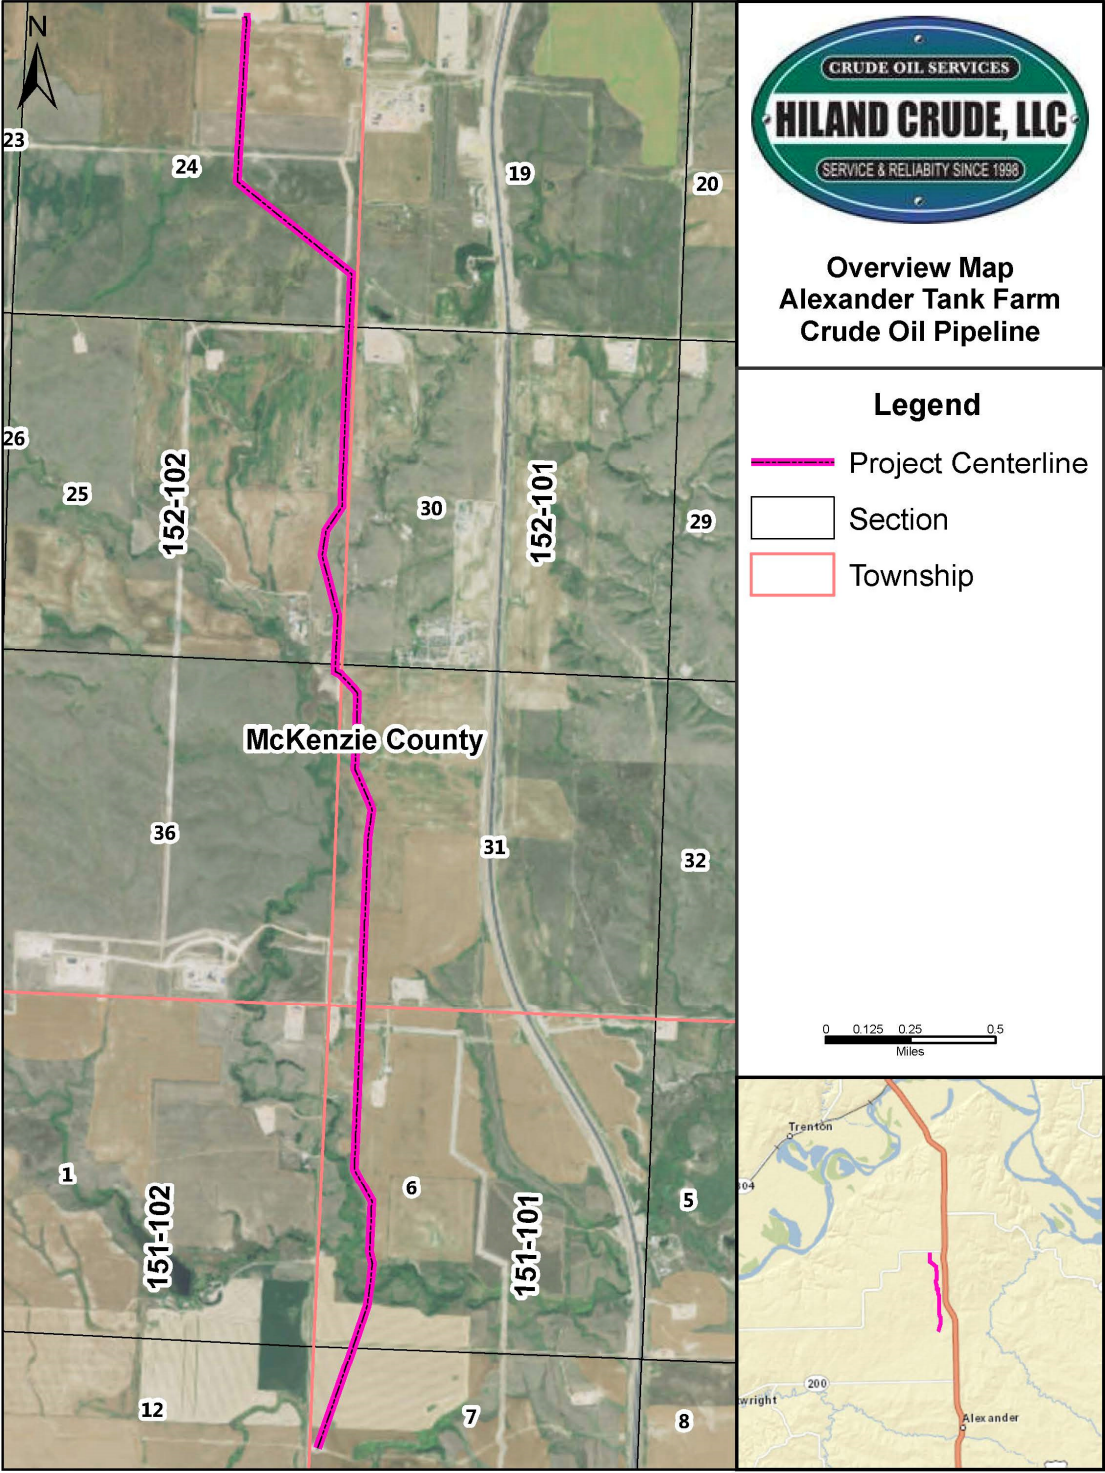 N
23
24
19
20
26
25
152-102
30
152-101
29
McKenzie County
36
31
32
1
151-102
6
151-101
5
12
7
8
CRUDE OIL SERVICES
HILAND CRUDE, LLC
SERVICE & RELIABITY SINCE 1998
Overview Map
Alexander Tank Farm
Crude Oil Pipeline
Legend
Project Centerline
Section
Township
0 0.125 0.25 0.5
Miles
Trenton
804
200
wright
Alexander